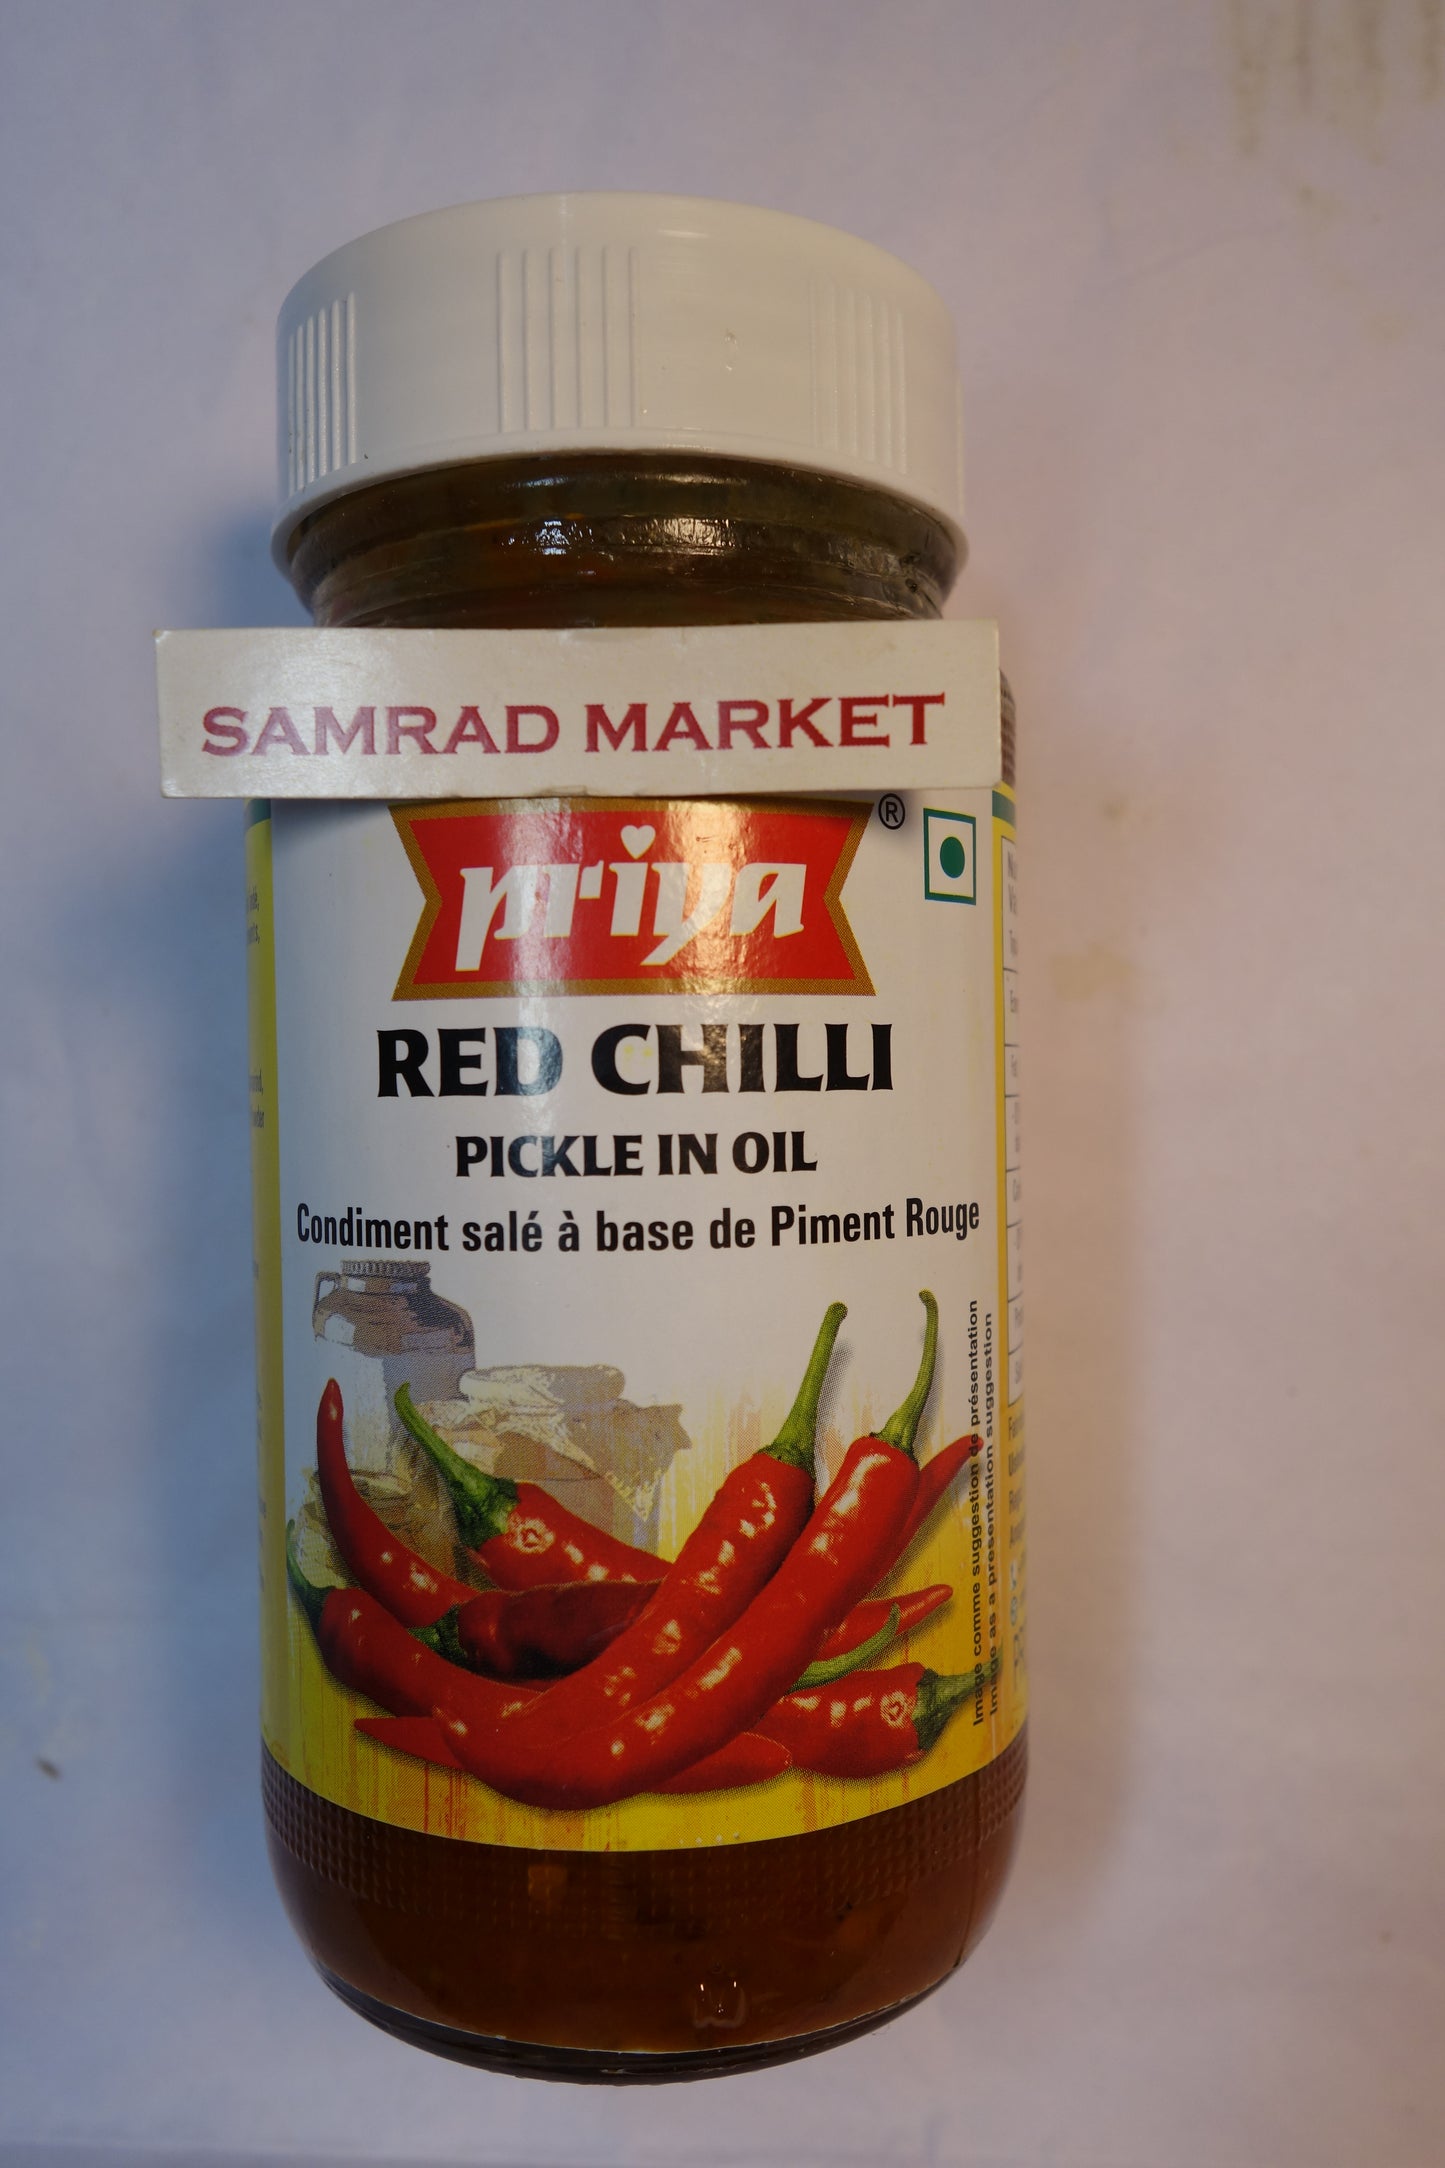 SAMRAD MARKET
priya®
RED CHILLI
PICKLE IN OIL
Condiment salé à base de Piment Rouge
Image comme suggestion de présentation
Image as a presentation suggestion